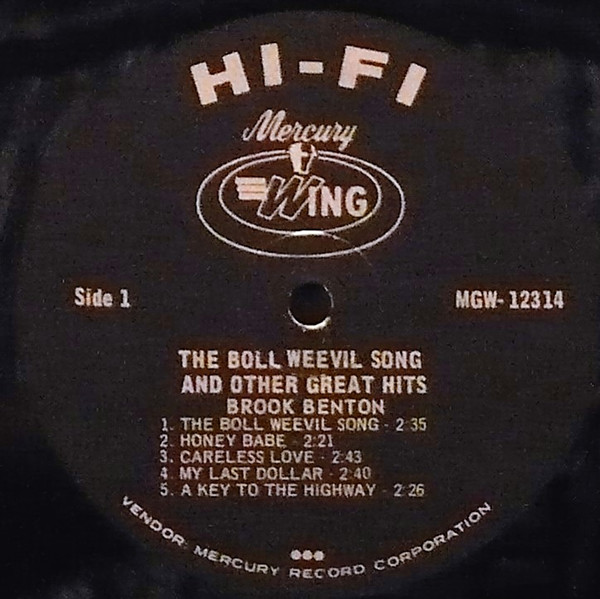 HI-FI
Mercury
WING
Side 1
MGW-12314
THE BOLL WEEVIL SONG
AND OTHER GREAT HITS
BROOK BENTON
1. THE BOLL WEEVIL SONG - 2:35
2. HONEY BABE - 2:21
3. CARELESS LOVE - 2:43
4. MY LAST DOLLAR - 2:40
5. A KEY TO THE HIGHWAY - 2:26
VENDOR: MERCURY RECORD CORPORATION